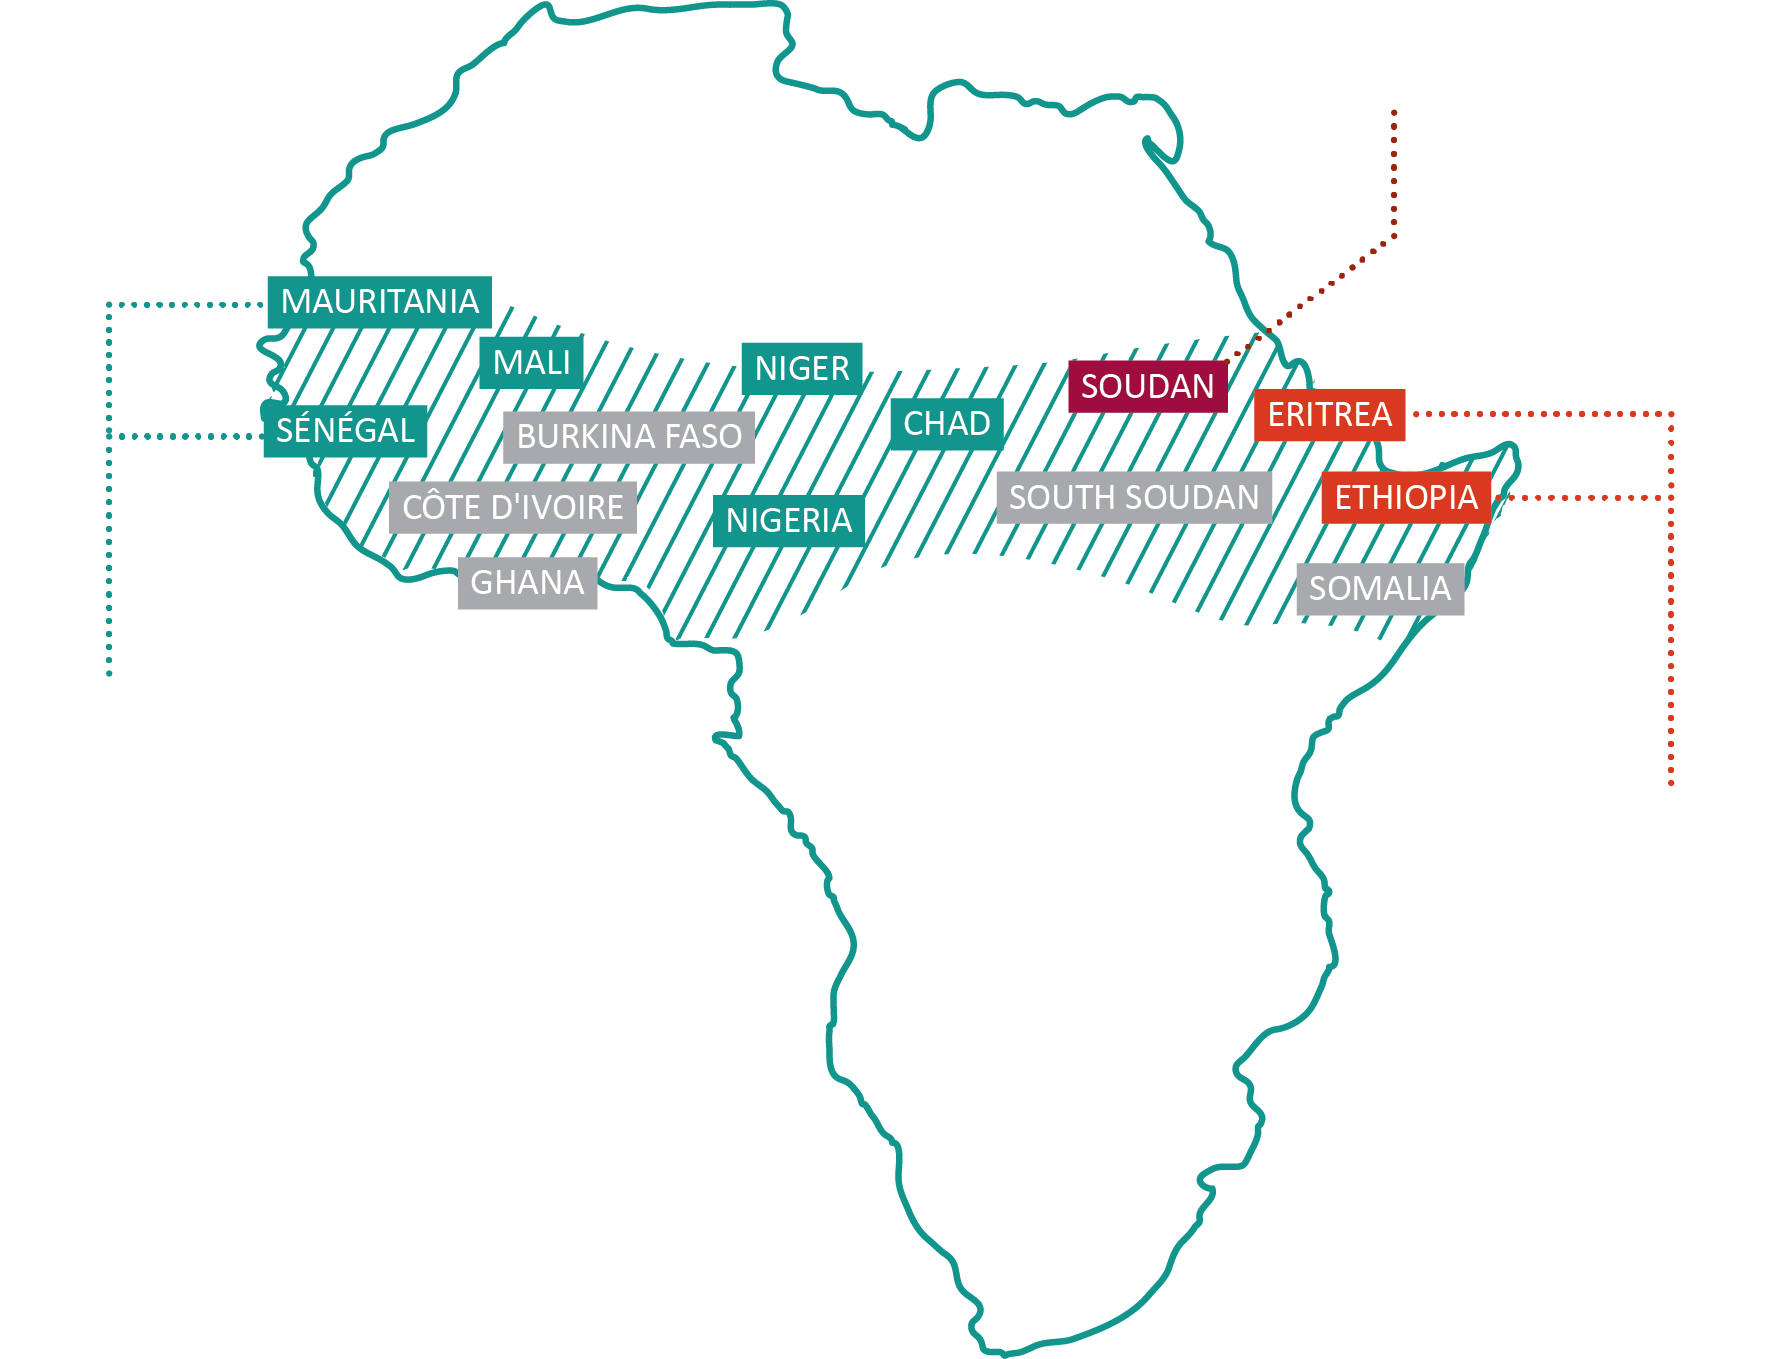 MAURITANIA
MALI
NIGER
SOUDAN
ERITREA
SÉNÉGAL
BURKINA FASO
CHAD
CÔTE D'IVOIRE
NIGERIA
SOUTH SOUDAN
ETHIOPIA
GHANA
SOMALIA